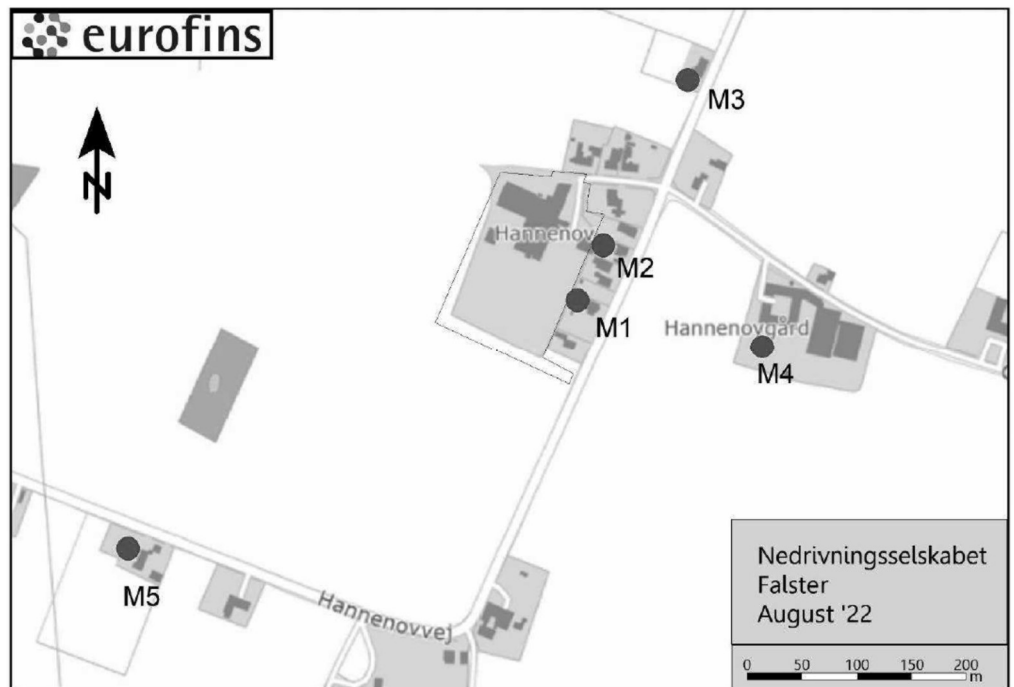 eurofins
N
M3
Hannenov
M2
M1
Hannenovgård
M4
M5
Hannenovvej
Nedrivningsselskabet
Falster
August '22
0 50 100 150 200
m